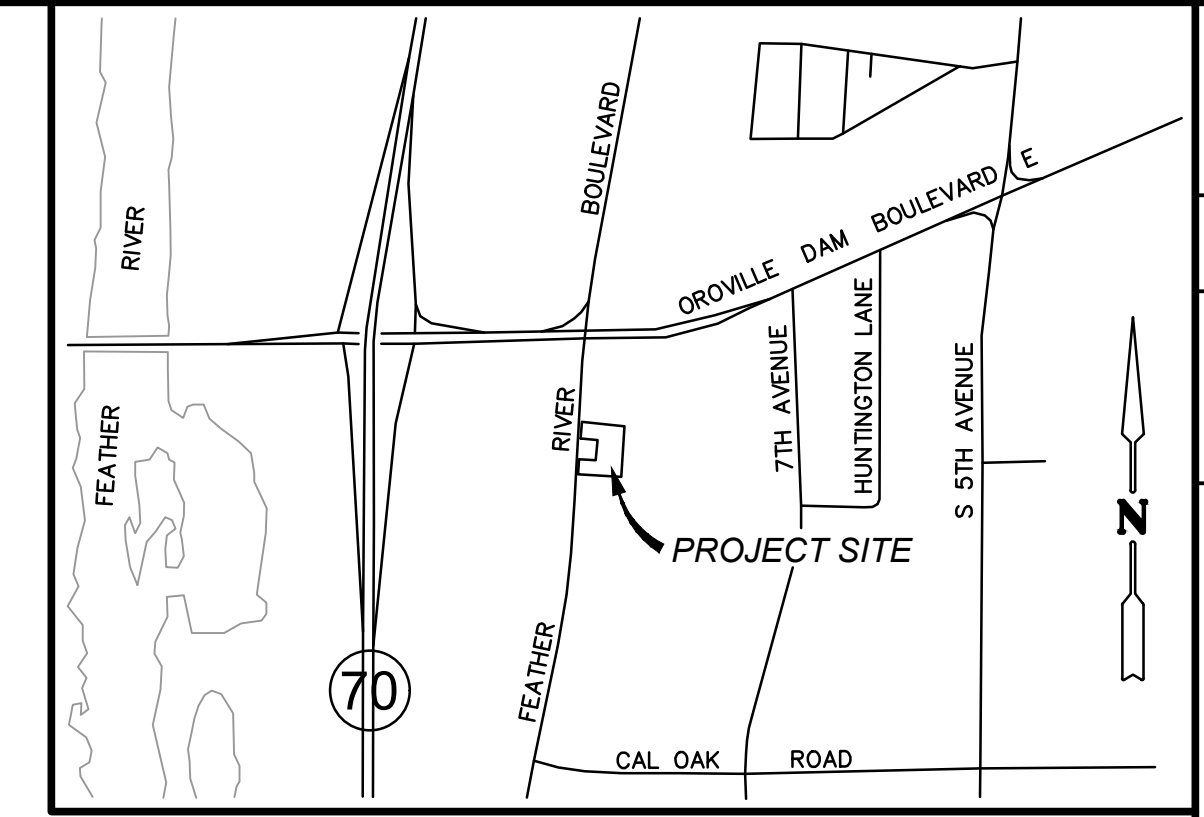 FEATHER RIVER
FEATHER RIVER BOULEVARD
OROVILLE DAM BOULEVARD E
7TH AVENUE
HUNTINGTON LANE
S 5TH AVENUE
PROJECT SITE
N
70
CAL OAK ROAD